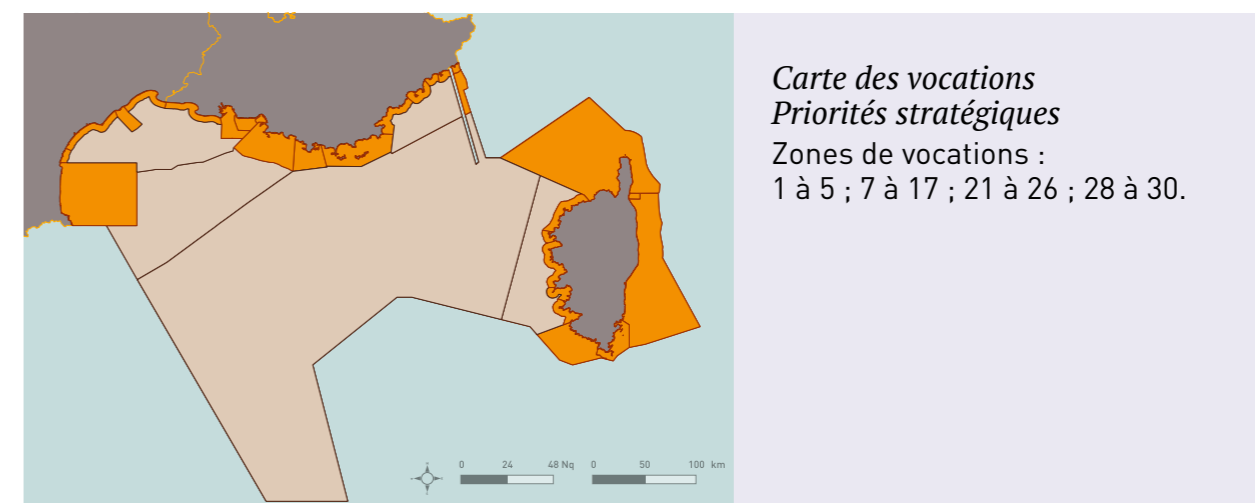 Carte des vocations
Priorités stratégiques
Zones de vocations :
1 à 5 ; 7 à 17 ; 21 à 26 ; 28 à 30.
0 24 48 Nq 0 50 100 km